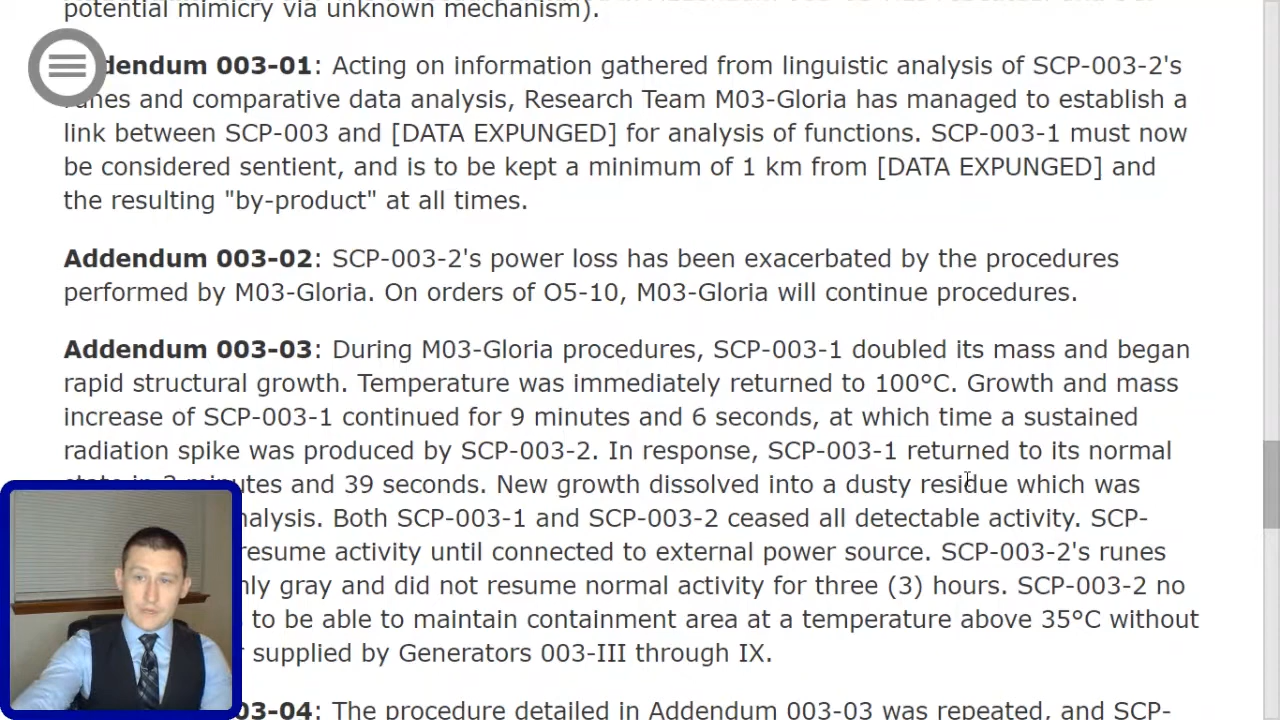 potential mimicry via unknown mechanism).
dendum 003-01: Acting on information gathered from linguistic analysis of SCP-003-2's
and comparative data analysis, Research Team M03-Gloria has managed to establish a
link between SCP-003 and [DATA EXPUNGED] for analysis of functions. SCP-003-1 must now
be considered sentient, and is to be kept a minimum of 1 km from [DATA EXPUNGED] and
the resulting "by-product" at all times.
Addendum 003-02: SCP-003-2's power loss has been exacerbated by the procedures
performed by M03-Gloria. On orders of O5-10, M03-Gloria will continue procedures.
Addendum 003-03: During M03-Gloria procedures, SCP-003-1 doubled its mass and began
rapid structural growth. Temperature was immediately returned to 100°C. Growth and mass
increase of SCP-003-1 continued for 9 minutes and 6 seconds, at which time a sustained
radiation spike was produced by SCP-003-2. In response, SCP-003-1 returned to its normal
and 39 seconds. New growth dissolved into a dusty residue which was
Both SCP-003-1 and SCP-003-2 ceased all detectable activity. SCP-
resume activity until connected to external power source. SCP-003-2's runes
gray and did not resume normal activity for three (3) hours. SCP-003-2 no
to be able to maintain containment area at a temperature above 35°C without
supplied by Generators 003-III through IX.
03-04: The procedure detailed in Addendum 003-03 was repeated, and SCP-